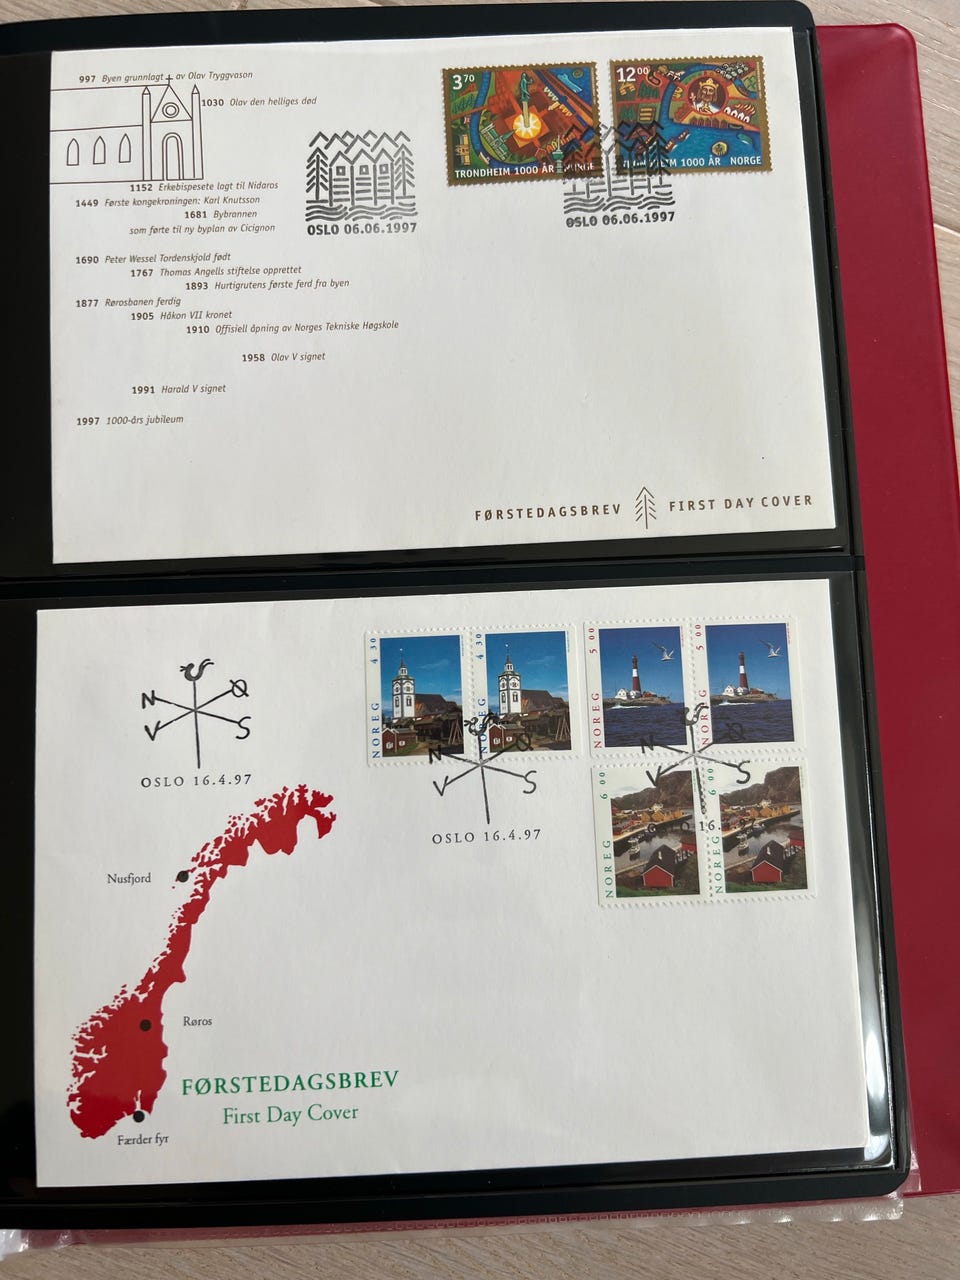 997 Byen grunnlagt av Olav Tryggvason
1030 Olav den helliges død
1152 Erkebispesete lagt til Nidaros
1449 Første kongekroningen: Karl Knutsson
1681 Bybrannen
som førte til ny byplan av Cicignon
1690 Peter Wessel Tordenskjold født
1767 Thomas Angells stiftelse opprettet
1893 Hurtigrutens første ferd fra byen
1877 Rørosbanen ferdig
1905 Håkon VII kronet
1910 Offisiell åpning av Norges Tekniske Høgskole
1958 Olav V signet
1991 Harald V signet
1997 1000-års jubileum
OSLO 06.06.1997
3 70
TRONDHEIM 1000 ÅR NORGE
12 00
TRONDHEIM 1000 ÅR NORGE
OSLO 06.06.1997
FØRSTEDAGSBREV FIRST DAY COVER
N Ø
V S
OSLO 16.4.97
NOREG 4 30
NOREG 4 30
NOREG 5 00
NOREG 5 00
N Ø
V S
OSLO 16.4.97
N Ø
V S
16.
NOREG 6 00
NOREG 6 00
Nusfjord
Røros
Færder fyr
FØRSTEDAGSBREV
First Day Cover